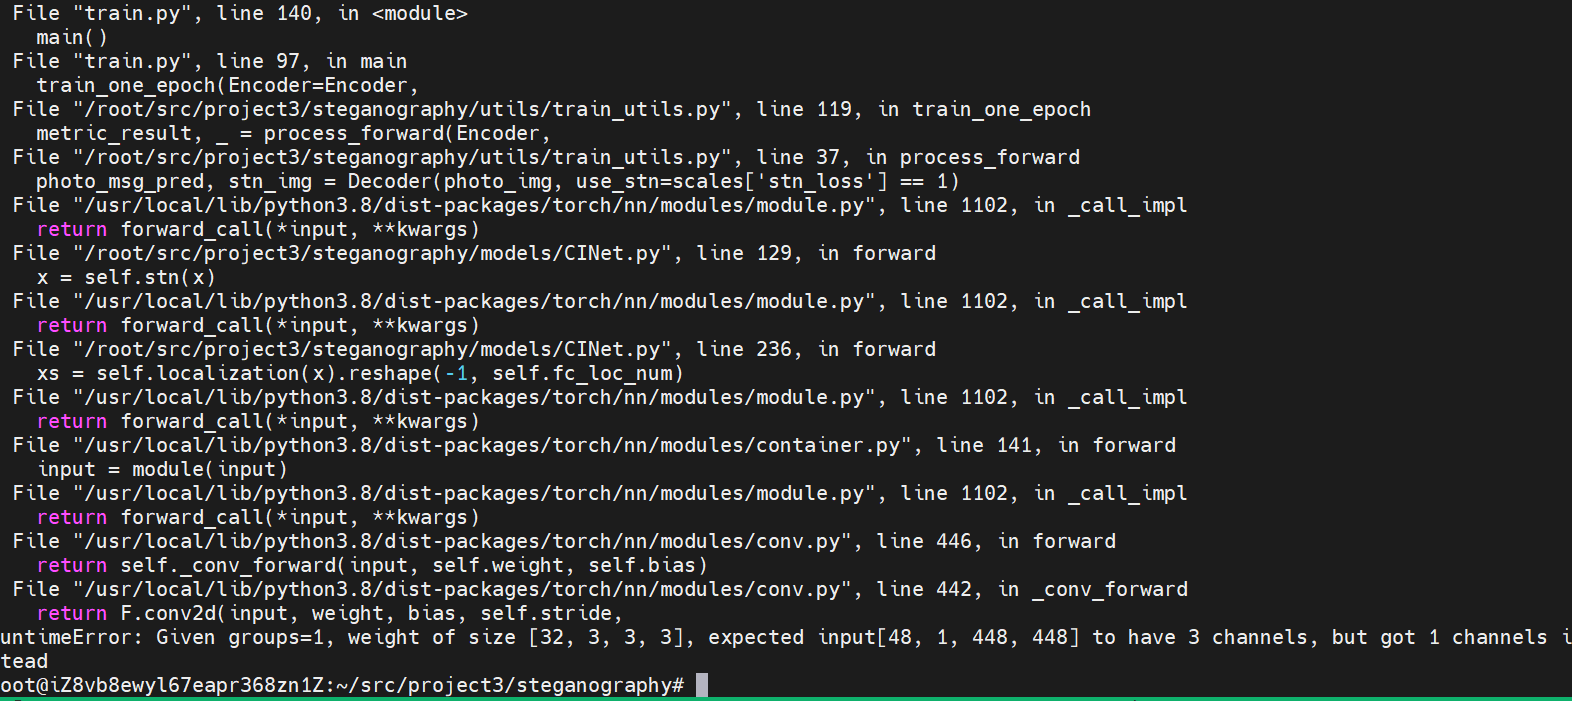 File "train.py", line 140, in <module>
main()
File "train.py", line 97, in main
train_one_epoch(Encoder=Encoder,
File "/root/src/project3/steganography/utils/train_utils.py", line 119, in train_one_epoch
metric_result, _ = process_forward(Encoder,
File "/root/src/project3/steganography/utils/train_utils.py", line 37, in process_forward
photo_msg_pred, stn_img = Decoder(photo_img, use_stn=scales['stn_loss'] == 1)
File "/usr/local/lib/python3.8/dist-packages/torch/nn/modules/module.py", line 1102, in _call_impl
return forward_call(*input, **kwargs)
File "/root/src/project3/steganography/models/CINet.py", line 129, in forward
x = self.stn(x)
File "/usr/local/lib/python3.8/dist-packages/torch/nn/modules/module.py", line 1102, in _call_impl
return forward_call(*input, **kwargs)
File "/root/src/project3/steganography/models/CINet.py", line 236, in forward
xs = self.localization(x).reshape(-1, self.fc_loc_num)
File "/usr/local/lib/python3.8/dist-packages/torch/nn/modules/module.py", line 1102, in _call_impl
return forward_call(*input, **kwargs)
File "/usr/local/lib/python3.8/dist-packages/torch/nn/modules/container.py", line 141, in forward
input = module(input)
File "/usr/local/lib/python3.8/dist-packages/torch/nn/modules/module.py", line 1102, in _call_impl
return forward_call(*input, **kwargs)
File "/usr/local/lib/python3.8/dist-packages/torch/nn/modules/conv.py", line 446, in forward
return self._conv_forward(input, self.weight, self.bias)
File "/usr/local/lib/python3.8/dist-packages/torch/nn/modules/conv.py", line 442, in _conv_forward
return F.conv2d(input, weight, bias, self.stride,
untimeError: Given groups=1, weight of size [32, 3, 3, 3], expected input[48, 1, 448, 448] to have 3 channels, but got 1 channels i
tead
oot@iZ8vb8ewyl67eapr368zn1Z:~/src/project3/steganography#